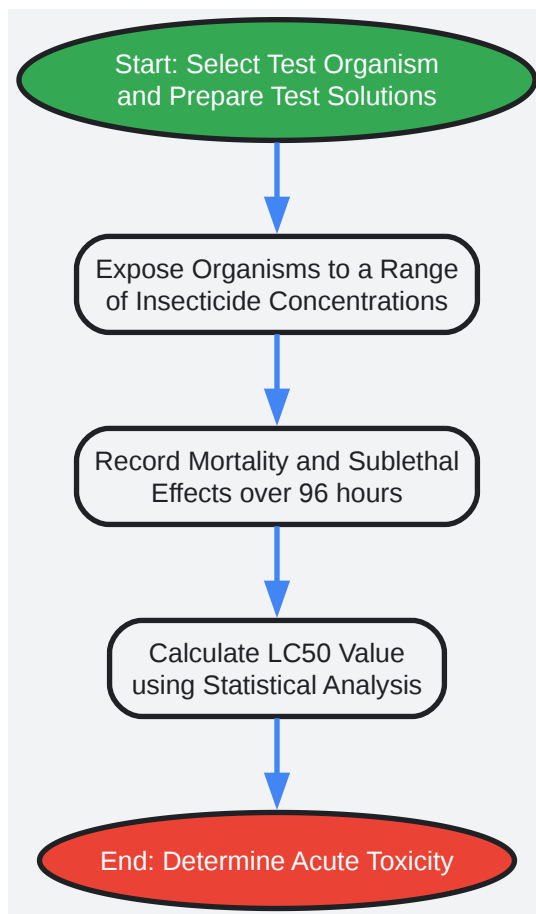 Start: Select Test Organism
and Prepare Test Solutions
Expose Organisms to a Range
of Insecticide Concentrations
Record Mortality and Sublethal
Effects over 96 hours
Calculate LC50 Value
using Statistical Analysis
End: Determine Acute Toxicity